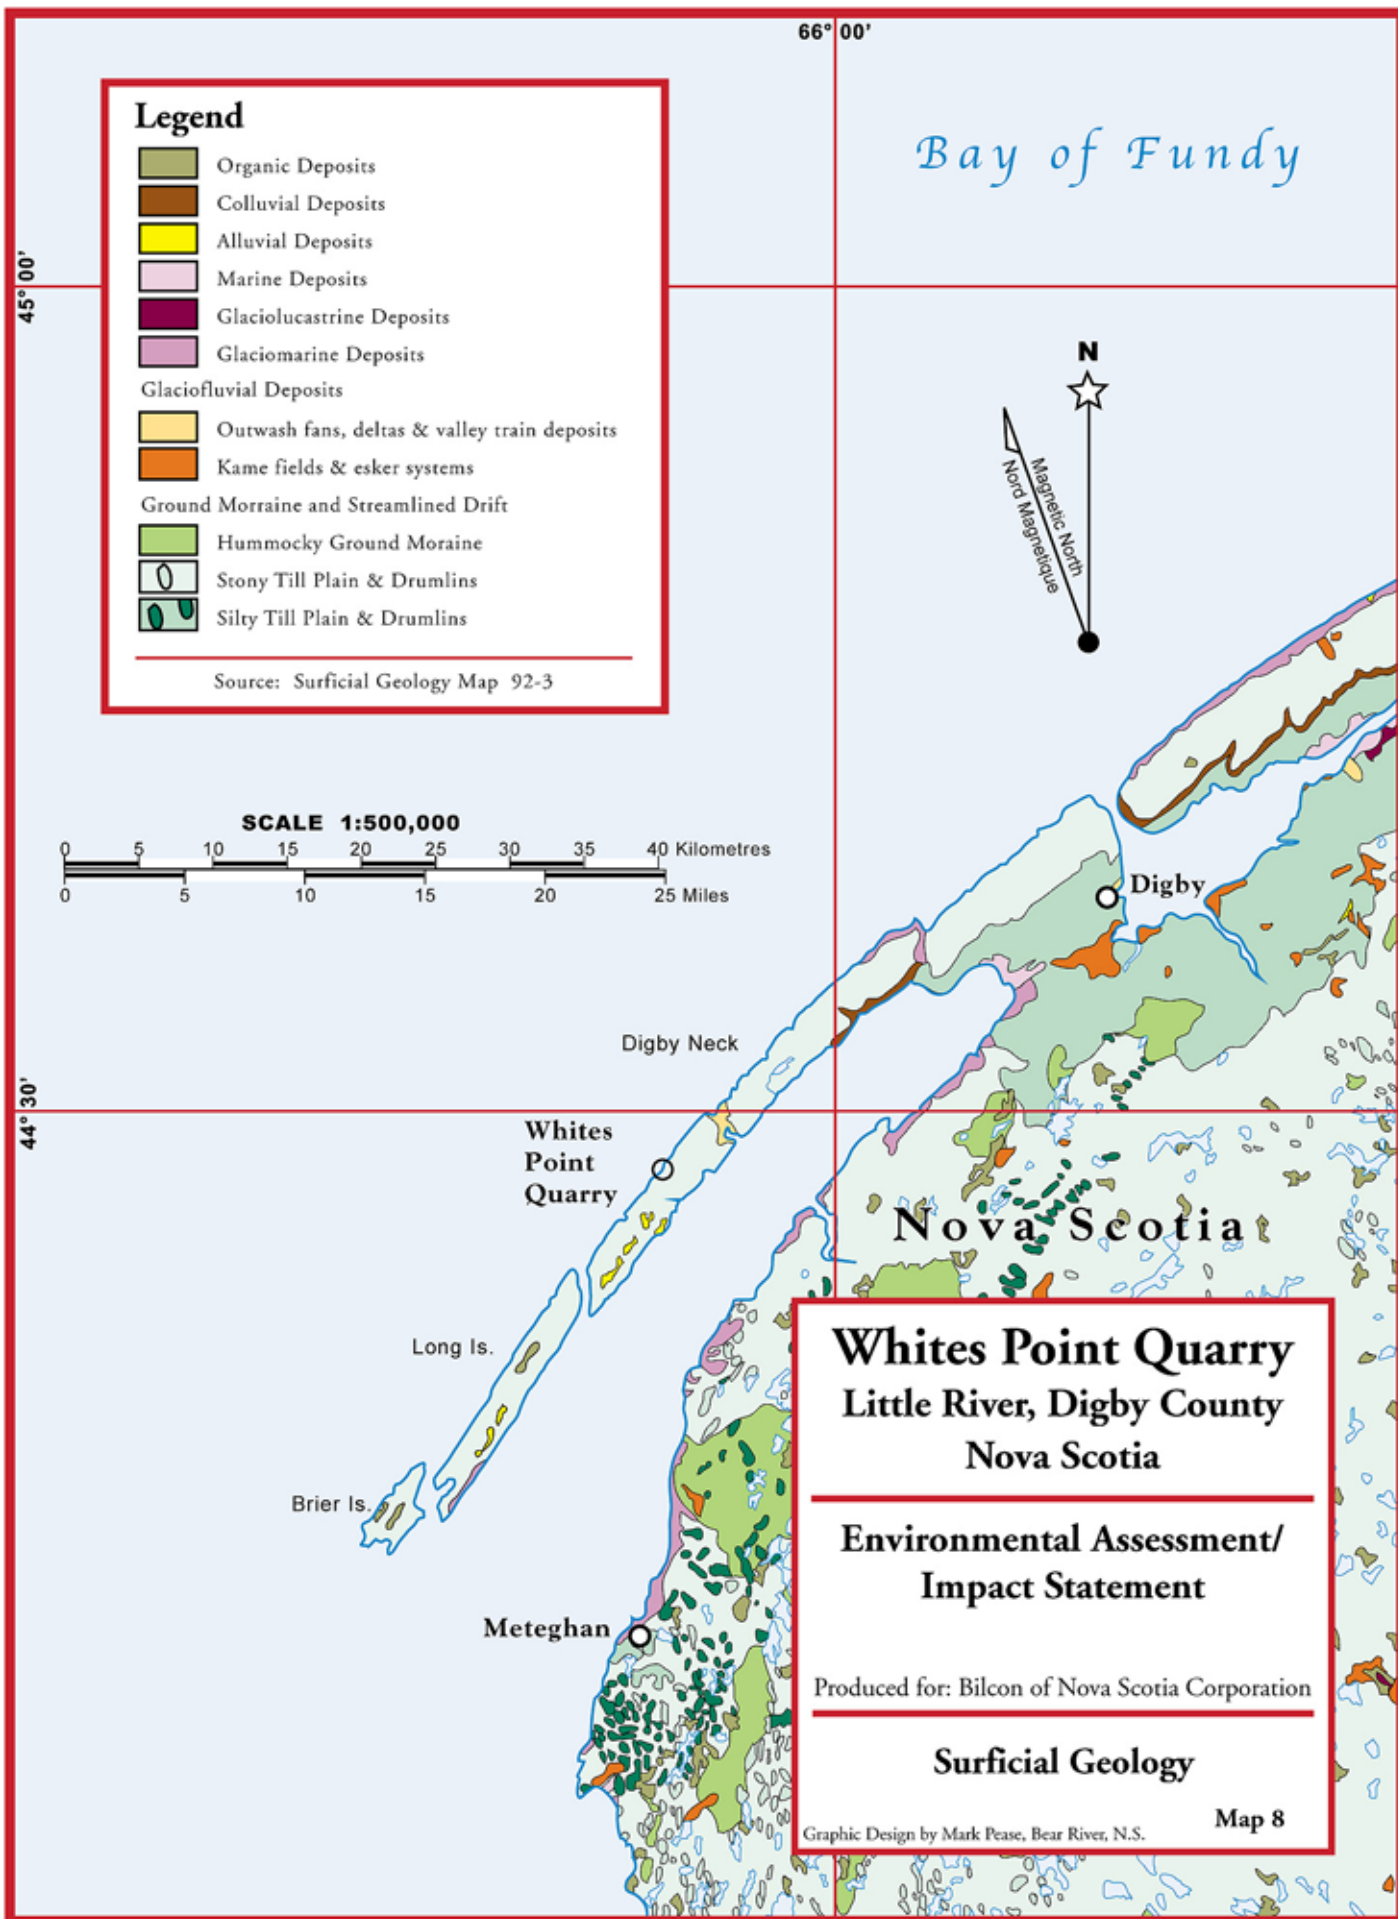 66° 00'
Bay of Fundy
Legend
Organic Deposits
Colluvial Deposits
Alluvial Deposits
Marine Deposits
Glaciolucastrine Deposits
Glaciomarine Deposits
Glaciofluvial Deposits
Outwash fans, deltas & valley train deposits
Kame fields & esker systems
Ground Morraine and Streamlined Drift
Hummocky Ground Moraine
Stony Till Plain & Drumlins
Silty Till Plain & Drumlins
Source: Surficial Geology Map 92-3
45° 00'
N
Magnetic North
Nord Magnetique
SCALE 1:500,000
0 5 10 15 20 25 30 35 40 Kilometres
0 5 10 15 20 25 Miles
Digby
Digby Neck
44° 30'
Whites
Point
Quarry
Nova Scotia
Long Is.
Brier Is.
Meteghan
Whites Point Quarry
Little River, Digby County
Nova Scotia
Environmental Assessment/
Impact Statement
Produced for: Bilcon of Nova Scotia Corporation
Surficial Geology
Map 8
Graphic Design by Mark Pease, Bear River, N.S.